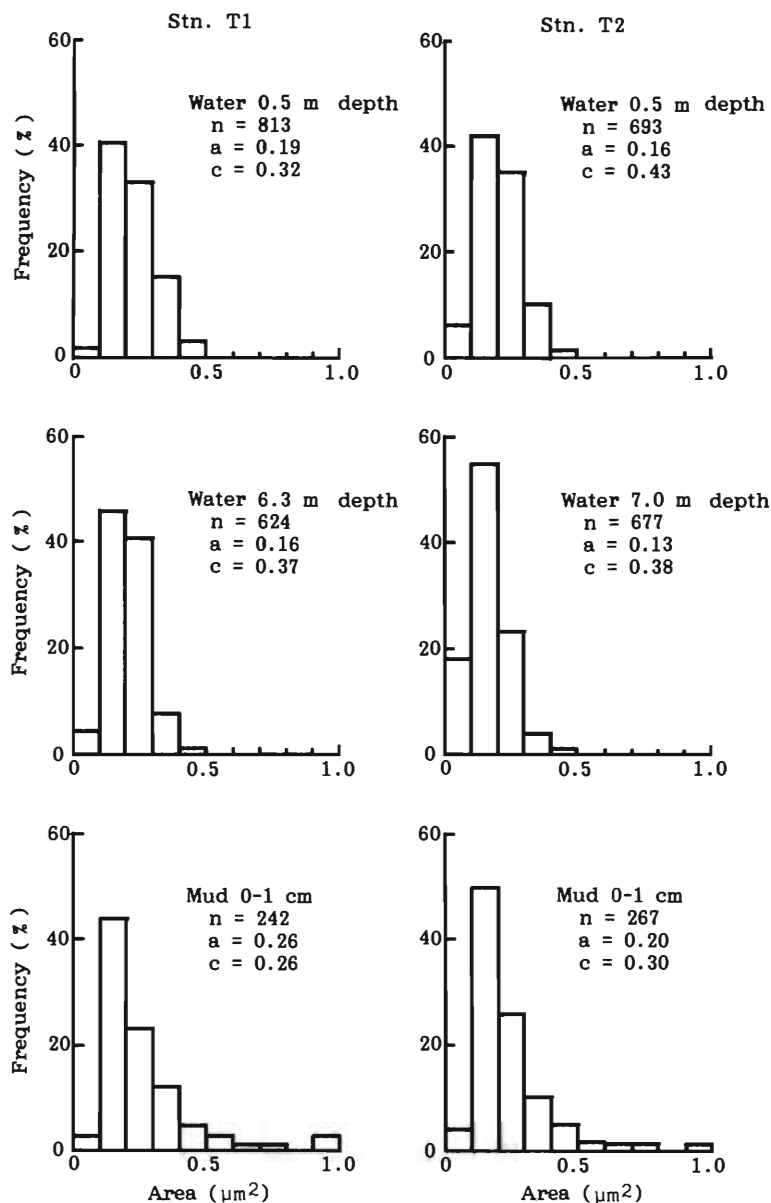 Stn. T1
Stn. T2
60
40
20
0
Frequency (%)
Water 0.5 m depth
n = 813
a = 0.19
c = 0.32
0
0.5
1.0
60
40
20
0
Water 0.5 m depth
n = 693
a = 0.16
c = 0.43
0
0.5
1.0
60
40
20
0
Frequency (%)
Water 6.3 m depth
n = 624
a = 0.16
c = 0.37
0
0.5
1.0
60
40
20
0
Water 7.0 m depth
n = 677
a = 0.13
c = 0.38
0
0.5
1.0
60
40
20
0
Frequency (%)
Mud 0-1 cm
n = 242
a = 0.26
c = 0.26
0
0.5
1.0
Area (μm2)
60
40
20
0
Mud 0-1 cm
n = 267
a = 0.20
c = 0.30
0
0.5
1.0
Area (μm2)